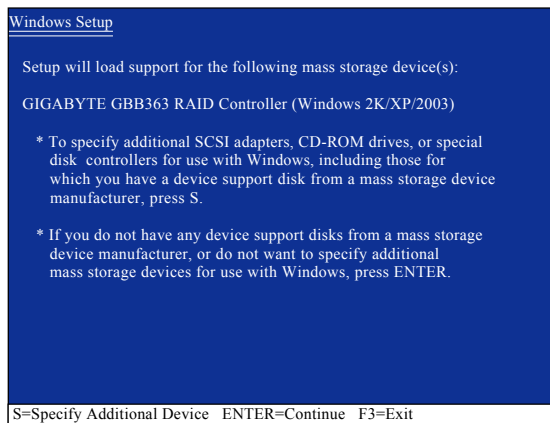 Windows Setup
Setup will load support for the following mass storage device(s):
GIGABYTE GBB363 RAID Controller (Windows 2K/XP/2003)
* To specify additional SCSI adapters, CD-ROM drives, or special
disk controllers for use with Windows, including those for
which you have a device support disk from a mass storage device
manufacturer, press S.
* If you do not have any device support disks from a mass storage
device manufacturer, or do not want to specify additional
mass storage devices for use with Windows, press ENTER.
S=Specify Additional Device ENTER=Continue F3=Exit